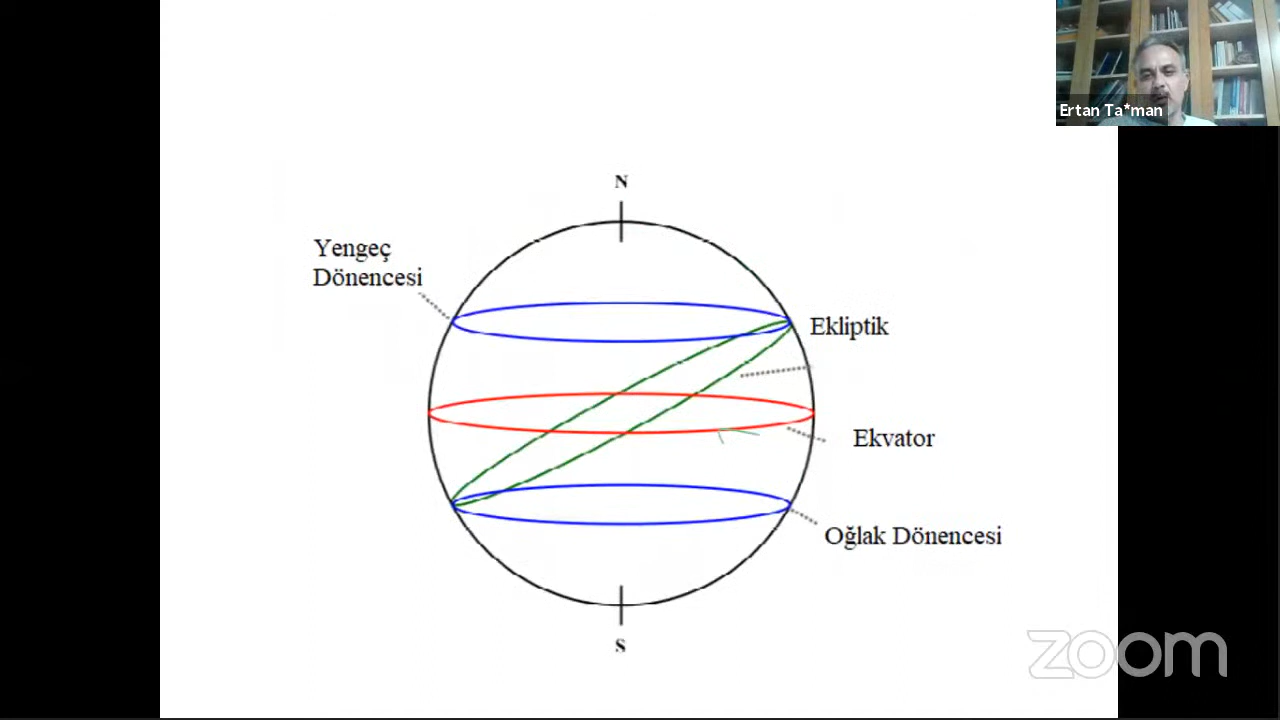 Ertan Ta*man
N
Yengeç
Dönencesi
Ekliptik
Ekvator
Oğlak Dönencesi
S
zoom